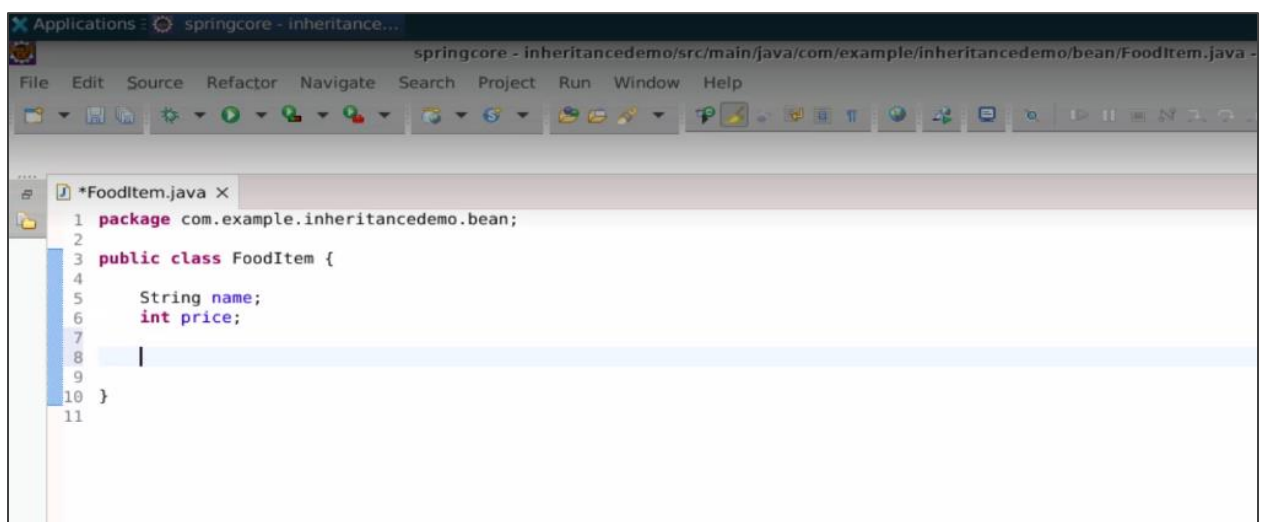 Applications springcore - inheritance...
springcore - inheritancedemo/src/main/java/com/example/inheritancedemo/bean/FoodItem.java -
File Edit Source Refactor Navigate Search Project Run Window Help
*FoodItem.java
1 package com.example.inheritancedemo.bean;
2
3 public class FoodItem {
4
5 String name;
6 int price;
7
8
9
10 }
11